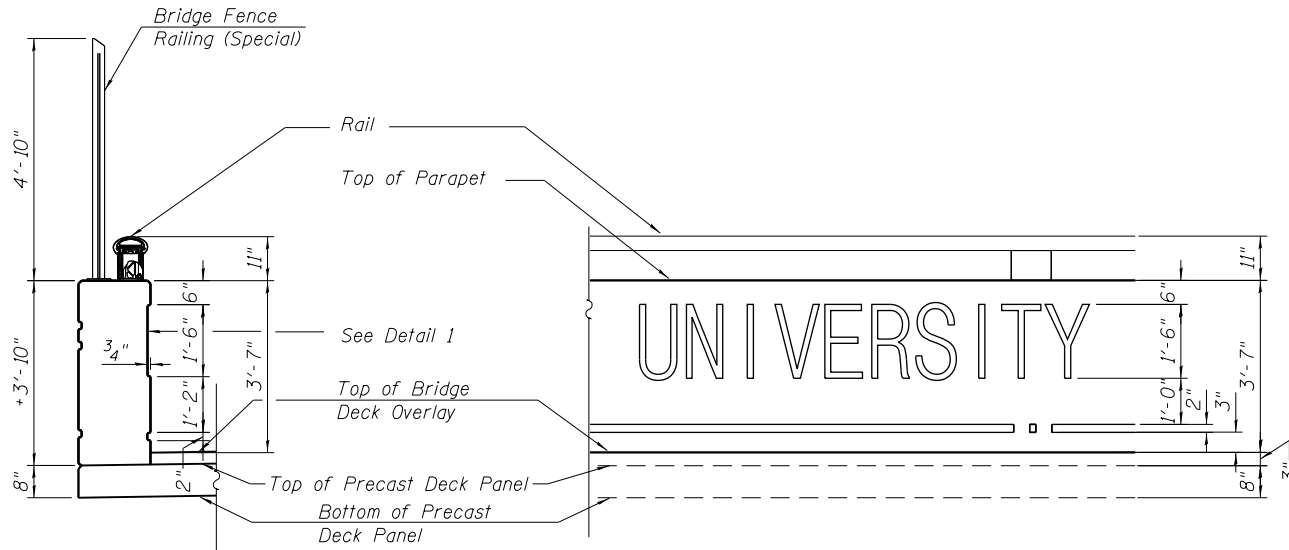 Bridge Fence
Railing (Special)
Rail
Top of Parapet
See Detail 1
Top of Bridge
Deck Overlay
Top of Precast Deck Panel
Bottom of Precast
Deck Panel
4'-10"
+3'-10"
8"
3/4"
11"
6"
1'-6"
1'-2"
2"
3'-7"
UNIVERSITY
11"
6"
1'-6"
1'-0"
2"
3"
3'-7"
8"
3"